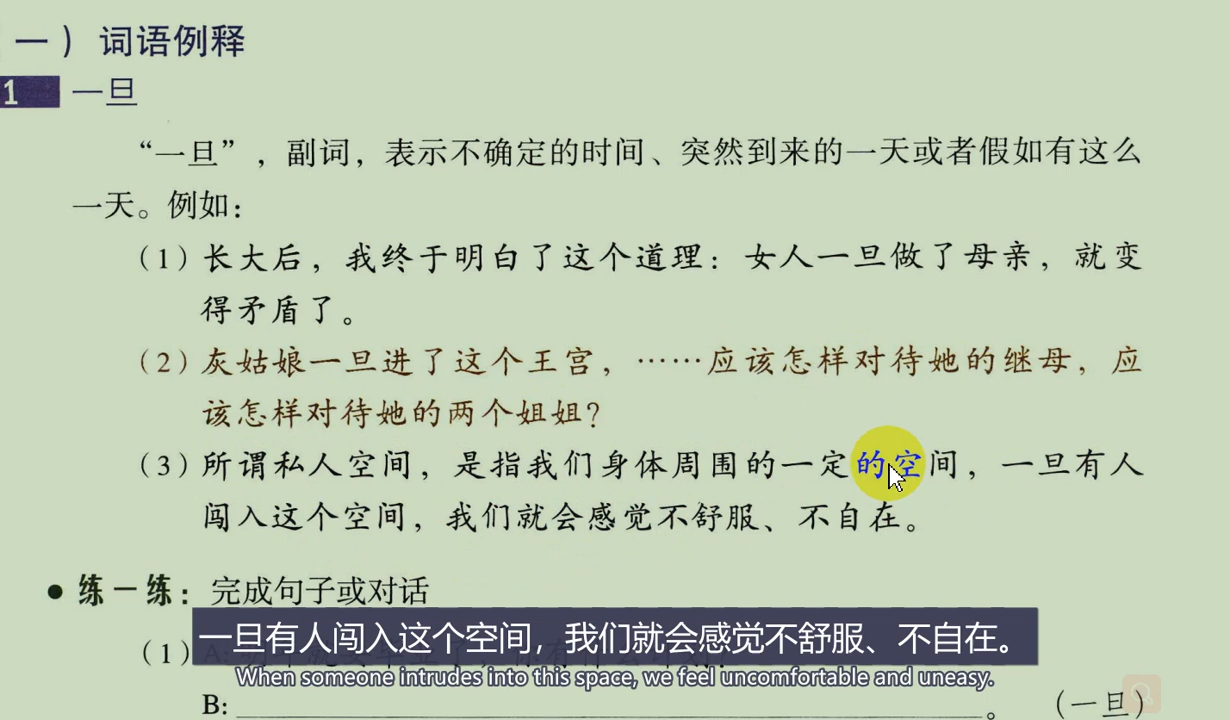 一）词语例释
1 一旦
“一旦”，副词，表示不确定的时间、突然到来的一天或者假如有这么
一天。例如：
（1）长大后，我终于明白了这个道理：女人一旦做了母亲，就变
得矛盾了。
（2）灰姑娘一旦进了这个王宫，……应该怎样对待她的继母，应
该怎样对待她的两个姐姐？
（3）所谓私人空间，是指我们身体周围的一定的空间，一旦有人
闯入这个空间，我们就会感觉不舒服、不自在。
● 练一练：完成句子或对话
一旦有人闯入这个空间，我们就会感觉不舒服、不自在。
（1）A:
When someone intrudes into this space, we feel uncomfortable and uneasy.
B: ______。（一旦）